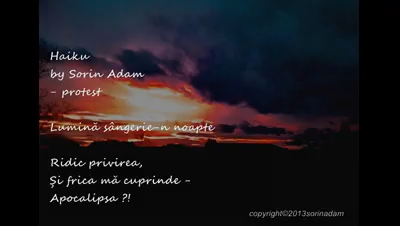 Haiku
by Sorin Adam
- protest
Lumină sângerie-n noapte
Ridic privirea,
Și frica mă cuprinde -
Apocalipsa ?!
copyright©2013sorinadam